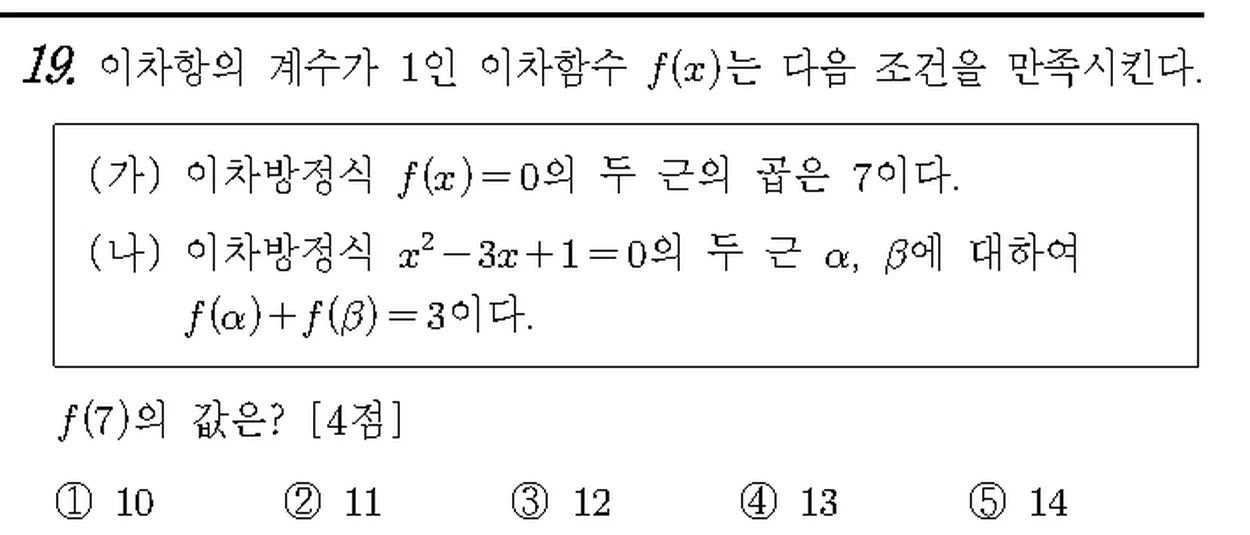 19. 이차항의 계수가 1인 이차함수 f(x)는 다음 조건을 만족시킨다.
(가) 이차방정식 f(x)=0의 두 근의 곱은 7이다.
(나) 이차방정식 x²-3x+1=0의 두 근 α, β에 대하여
f(α)+f(β)=3이다.
f(7)의 값은? [4점]
① 10 ② 11 ③ 12 ④ 13 ⑤ 14